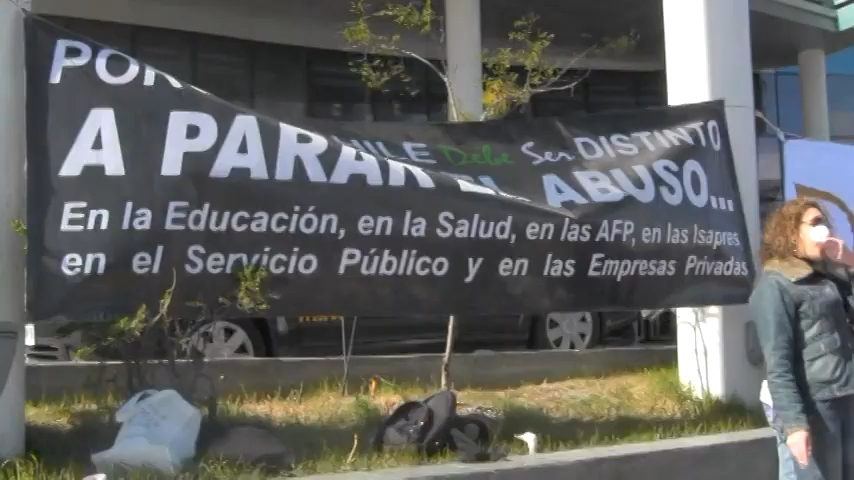 POR
CHILE Debe Ser DISTINTO
A PARAR EL ABUSO...
En la Educación, en la Salud, en las AFP, en las Isapres
en el Servicio Público y en las Empresas Privadas